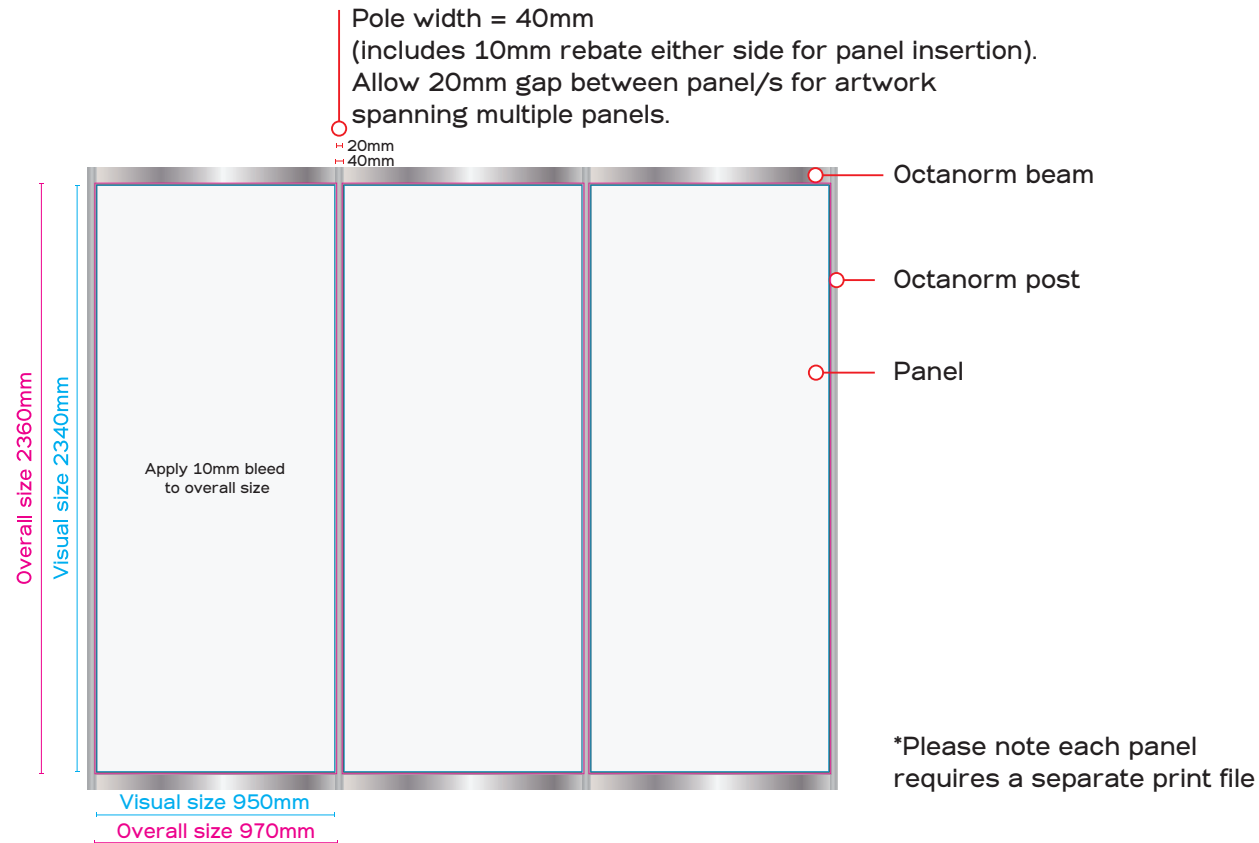 Pole width = 40mm
(includes 10mm rebate either side for panel insertion).
Allow 20mm gap between panel/s for artwork
spanning multiple panels.
20mm
40mm
Octanorm beam
Octanorm post
Panel
Overall size 2360mm
Visual size 2340mm
Apply 10mm bleed
to overall size
*Please note each panel
requires a separate print file
Visual size 950mm
Overall size 970mm